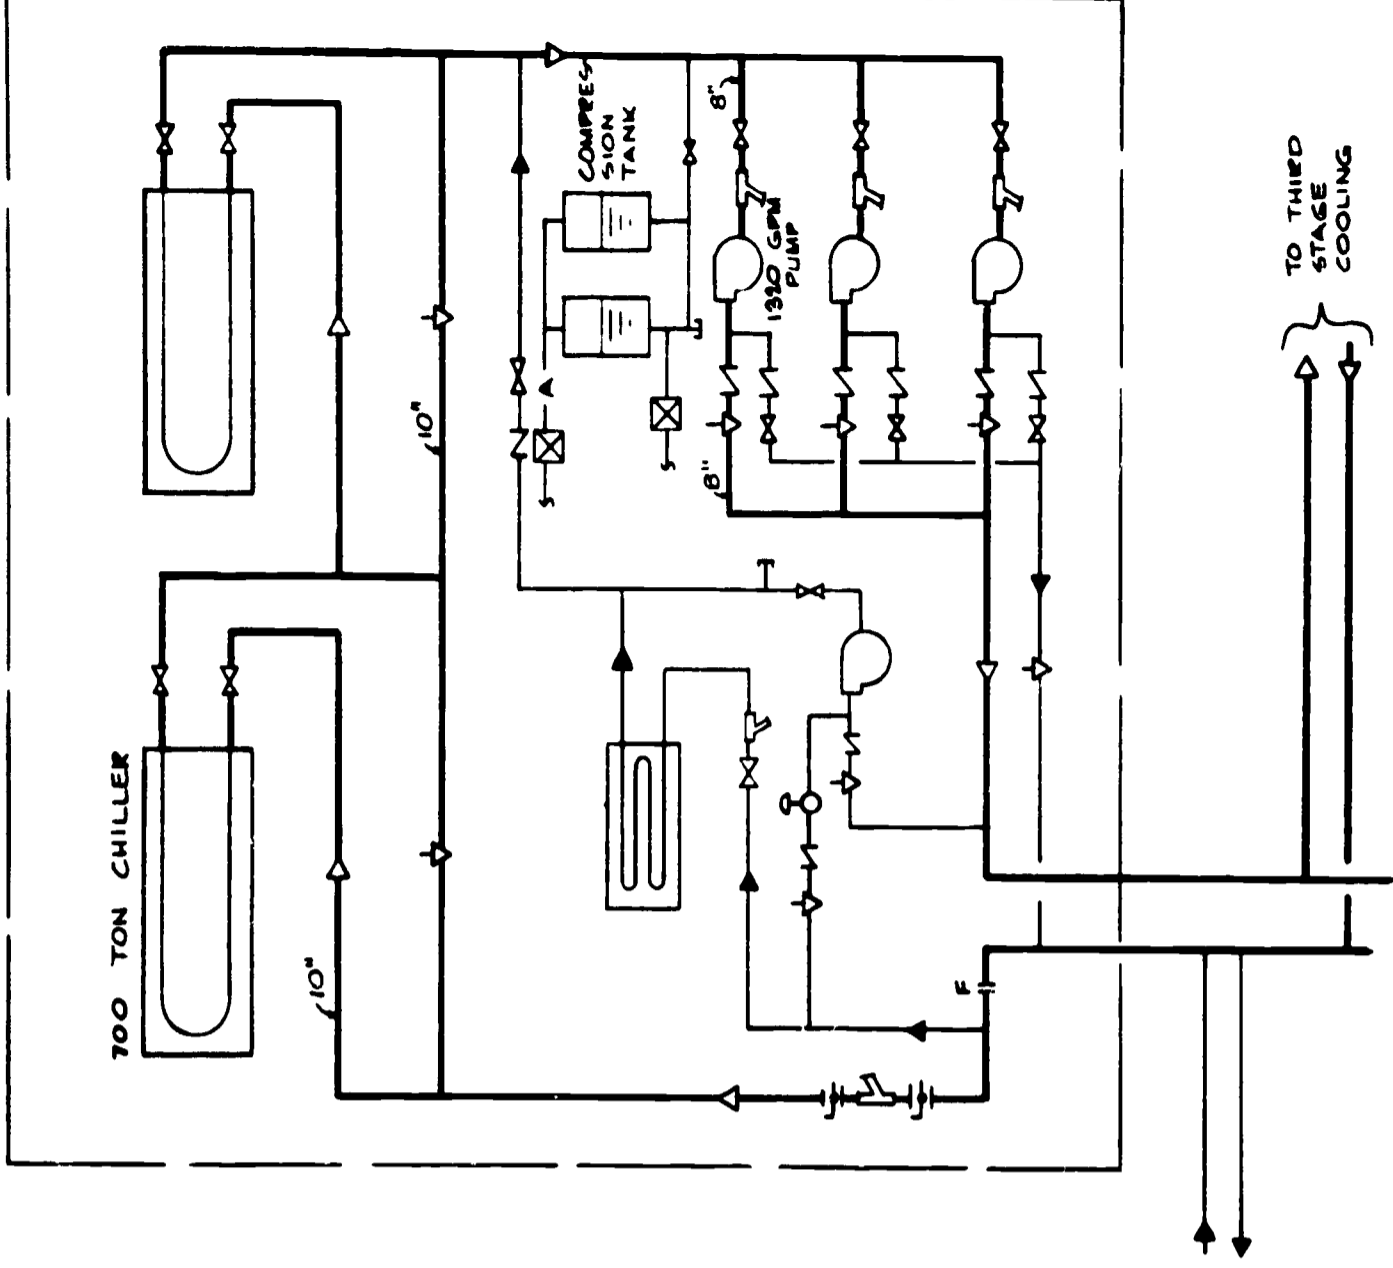 700 TON CHILLER
10"
10"
COMPRES
SION
TANK
8"
1320 GPM
PUMP
8"
F
TO THIRD
STAGE
COOLING